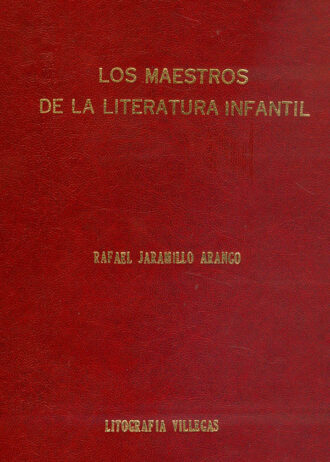 LOS MAESTROS
DE LA LITERATURA INFANTIL
RAFAEL JARAMILLO ARANGO
LITOGRAFIA VILLEGAS